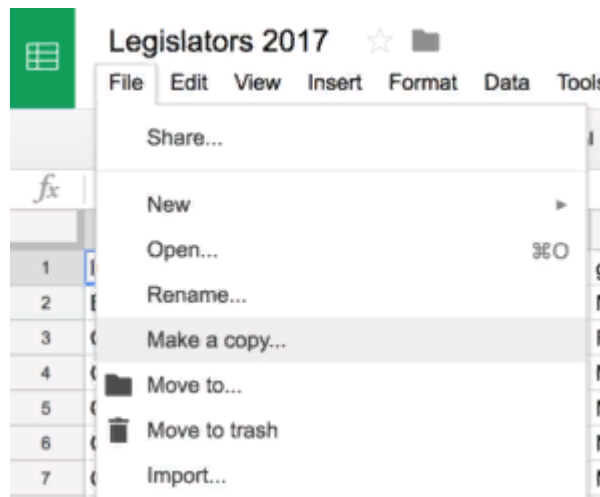 Legislators 2017
File Edit View Insert Format Data Tools
Share...
fx
New
Open... ⌘O
Rename...
Make a copy...
Move to...
Move to trash
Import...
1
2
3
4
5
6
7